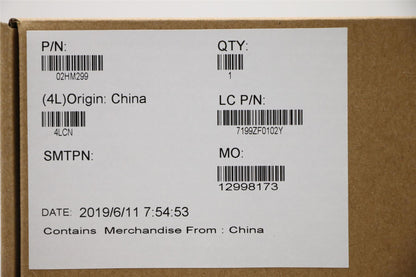 P/N: QTY:
02HM299 1
(4L)Origin: China LC P/N:
4LCN 7199ZF0102Y
SMTPN: MO:
12998173
DATE: 2019/6/11 7:54:53
Contains Merchandise From : China